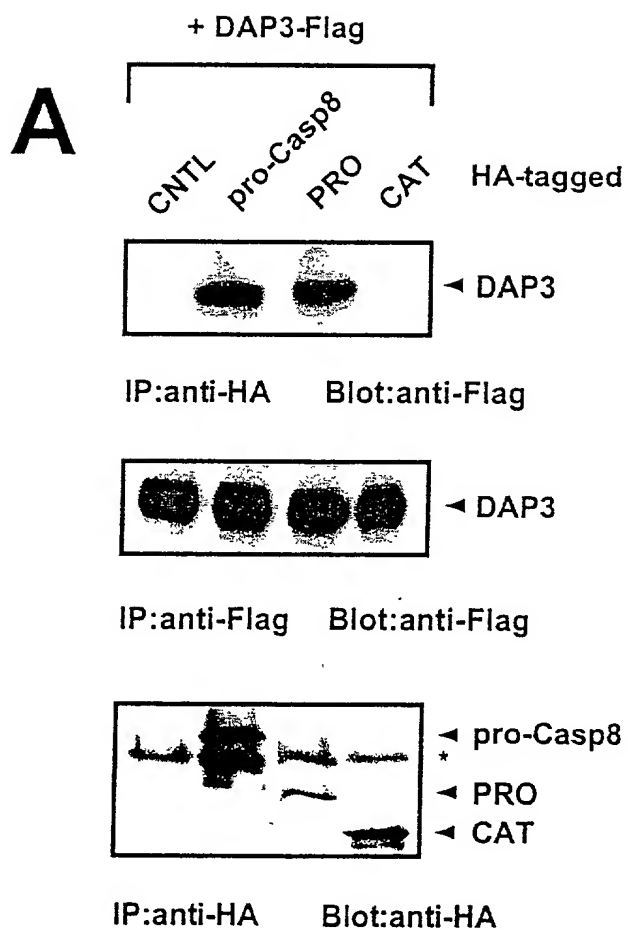 + DAP3-Flag
A
CNTL pro-Casp8 PRO CAT HA-tagged
◄ DAP3
IP:anti-HA Blot:anti-Flag
◄ DAP3
IP:anti-Flag Blot:anti-Flag
◄ pro-Casp8
*
◄ PRO
◄ CAT
IP:anti-HA Blot:anti-HA